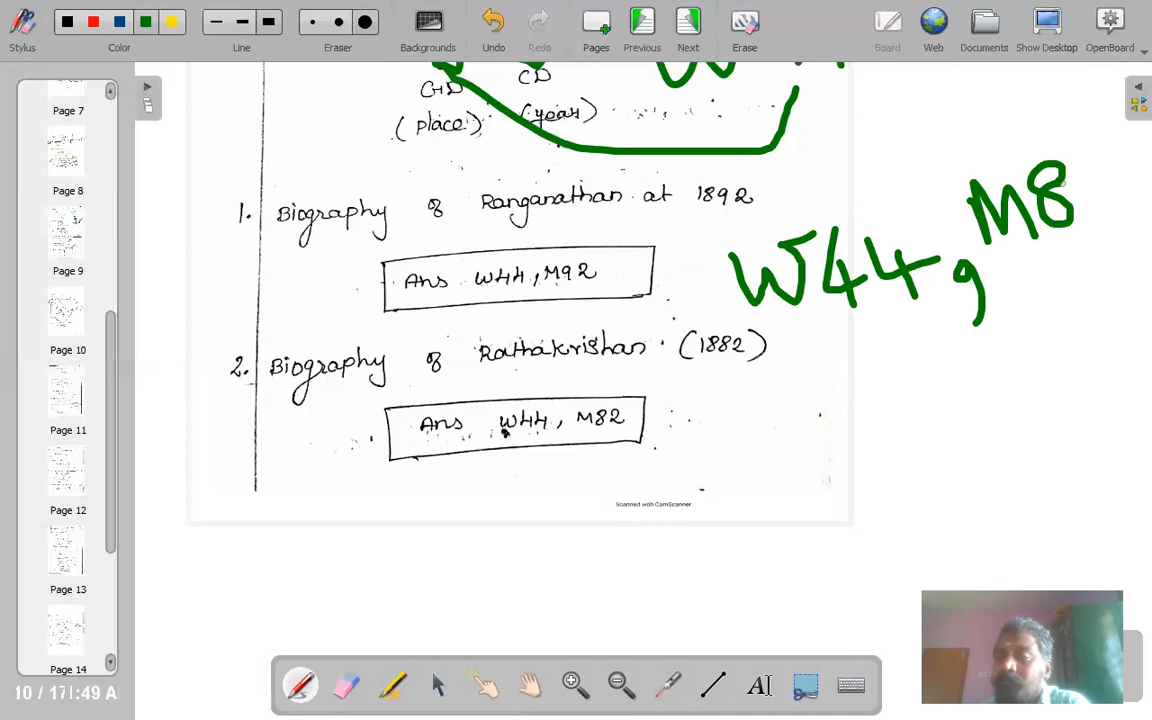 Stylus
Color
Line
Eraser
Backgrounds
Undo
Redo
Pages
Previous
Next
Erase
Board
Web
Documents
Show Desktop
OpenBoard
Page 7
Page 8
Page 9
Page 10
Page 11
Page 12
Page 13
Page 14
CD
(place) (year)
1. Biography of Ranganathan at 1892
Ans W44, M92
2. Biography of Rathakrishan. (1882)
Ans W44, M82
Scanned with CamScanner
W44, M8
10 / 17